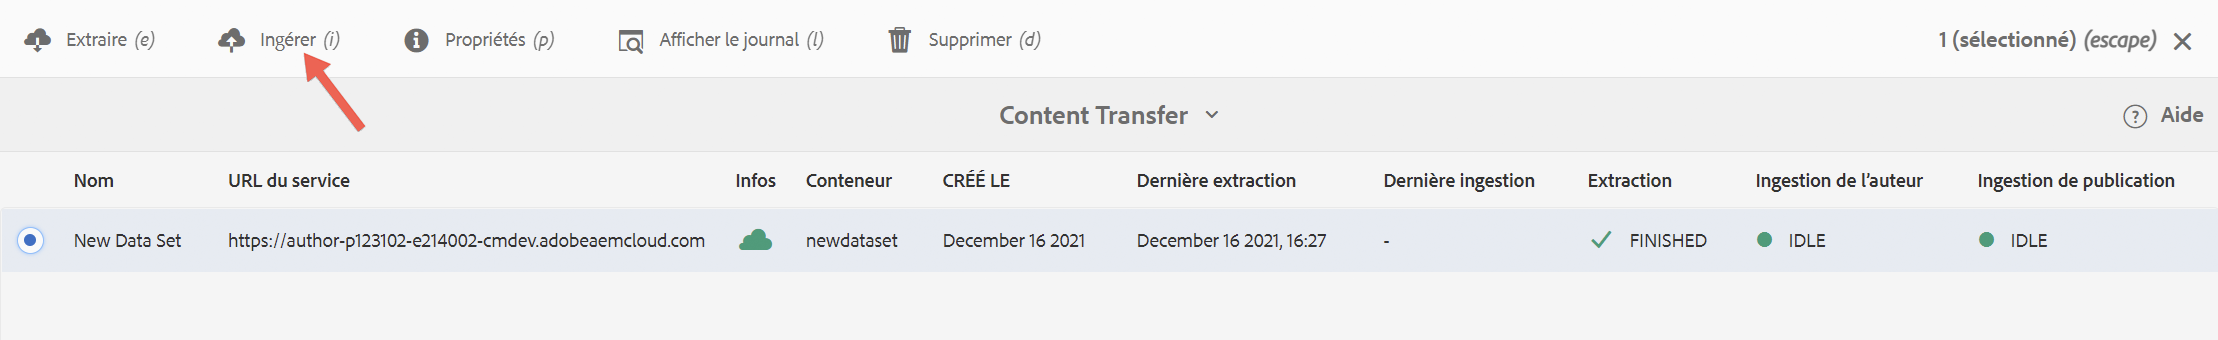 Extraire (e) Ingérer (i) Propriétés (p) Afficher le journal (l) Supprimer (d) 1 (sélectionné) (escape)
Content Transfer Aide
Nom URL du service Infos Conteneur CRÉÉ LE Dernière extraction Dernière ingestion Extraction Ingestion de l’auteur Ingestion de publication
New Data Set https://author-p123102-e214002-cmdev.adobeaemcloud.com newdataset December 16 2021 December 16 2021, 16:27 - FINISHED IDLE IDLE